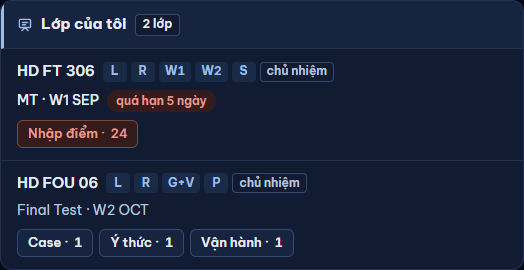 Lớp của tôi 2 lớp
HD FT 306 L R W1 W2 S chủ nhiệm
MT · W1 SEP quá hạn 5 ngày
Nhập điểm · 24
HD FOU 06 L R G+V P chủ nhiệm
Final Test · W2 OCT
Case · 1 Ý thức · 1 Vận hành · 1